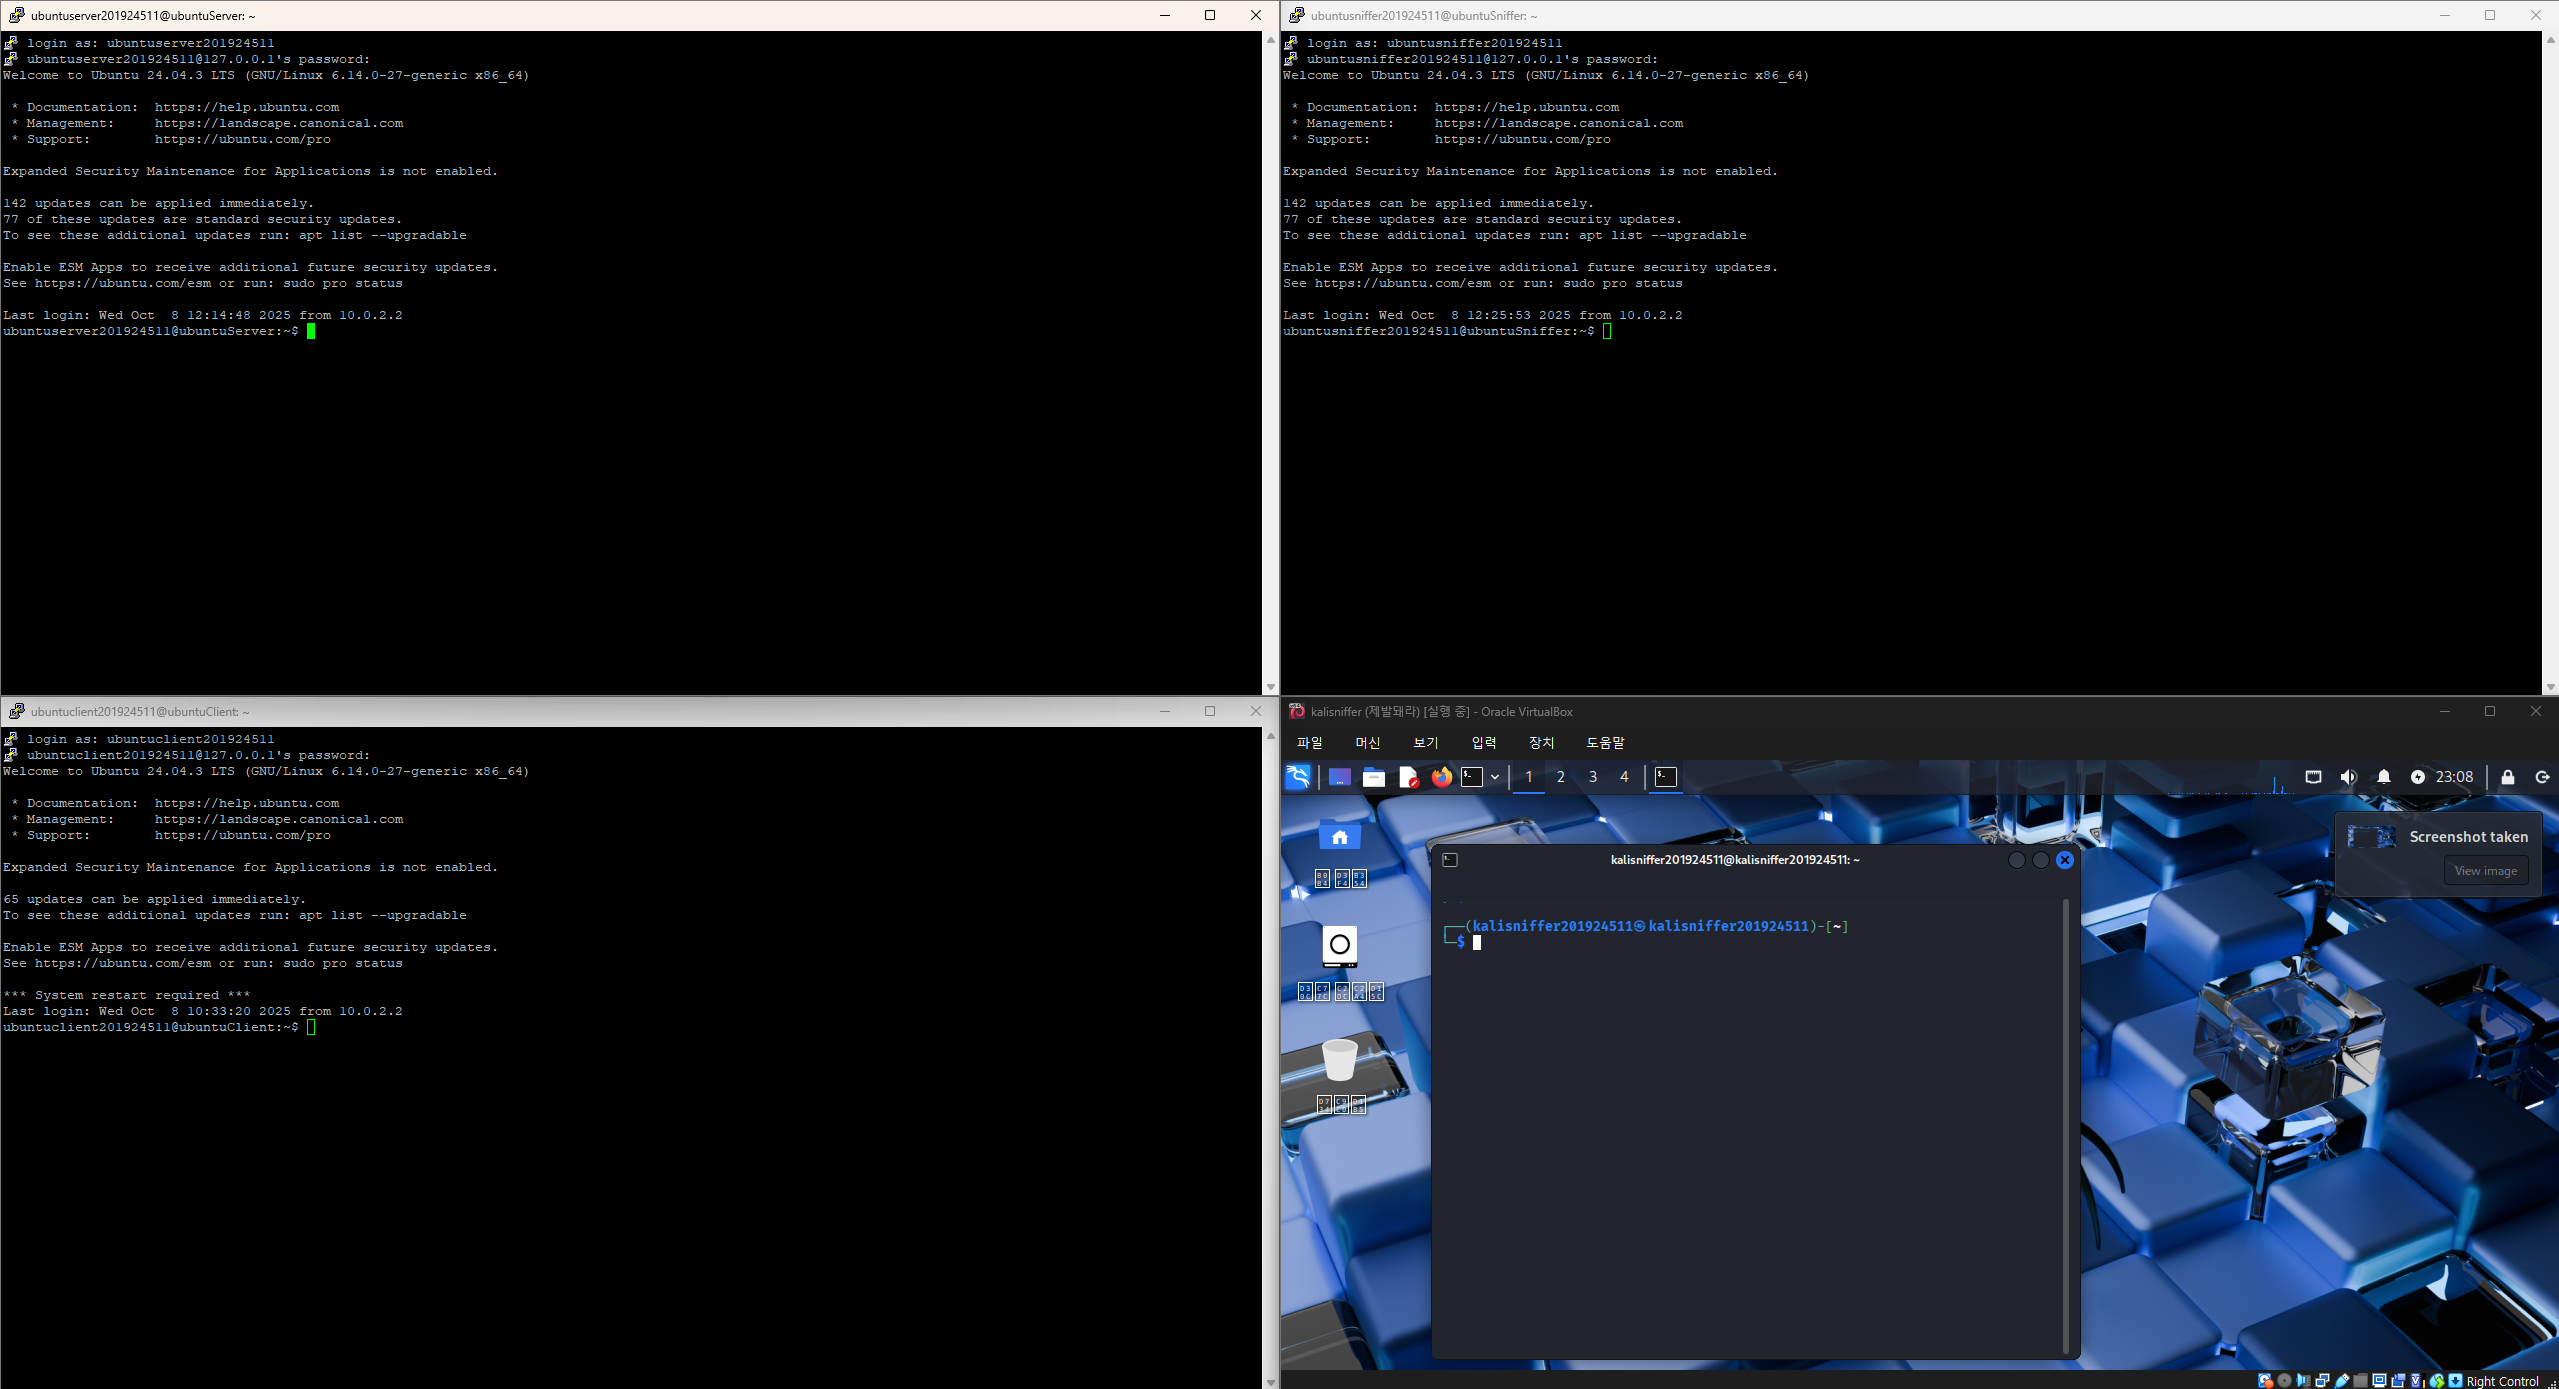 ubuntuserver201924511@ubuntuServer: ~
login as: ubuntuserver201924511
ubuntuserver201924511@127.0.0.1's password:
Welcome to Ubuntu 24.04.3 LTS (GNU/Linux 6.14.0-27-generic x86_64)
* Documentation:  https://help.ubuntu.com
* Management:     https://landscape.canonical.com
* Support:        https://ubuntu.com/pro
Expanded Security Maintenance for Applications is not enabled.
142 updates can be applied immediately.
77 of these updates are standard security updates.
To see these additional updates run: apt list --upgradable
Enable ESM Apps to receive additional future security updates.
See https://ubuntu.com/esm or run: sudo pro status
Last login: Wed Oct  8 12:14:48 2025 from 10.0.2.2
ubuntuserver201924511@ubuntuServer:~$
ubuntusniffer201924511@ubuntuSniffer: ~
login as: ubuntusniffer201924511
ubuntusniffer201924511@127.0.0.1's password:
Welcome to Ubuntu 24.04.3 LTS (GNU/Linux 6.14.0-27-generic x86_64)
* Documentation:  https://help.ubuntu.com
* Management:     https://landscape.canonical.com
* Support:        https://ubuntu.com/pro
Expanded Security Maintenance for Applications is not enabled.
142 updates can be applied immediately.
77 of these updates are standard security updates.
To see these additional updates run: apt list --upgradable
Enable ESM Apps to receive additional future security updates.
See https://ubuntu.com/esm or run: sudo pro status
Last login: Wed Oct  8 12:25:53 2025 from 10.0.2.2
ubuntusniffer201924511@ubuntuSniffer:~$
ubuntuclient201924511@ubuntuClient: ~
login as: ubuntuclient201924511
ubuntuclient201924511@127.0.0.1's password:
Welcome to Ubuntu 24.04.3 LTS (GNU/Linux 6.14.0-27-generic x86_64)
* Documentation:  https://help.ubuntu.com
* Management:     https://landscape.canonical.com
* Support:        https://ubuntu.com/pro
Expanded Security Maintenance for Applications is not enabled.
65 updates can be applied immediately.
To see these additional updates run: apt list --upgradable
Enable ESM Apps to receive additional future security updates.
See https://ubuntu.com/esm or run: sudo pro status
*** System restart required ***
Last login: Wed Oct  8 10:33:20 2025 from 10.0.2.2
ubuntuclient201924511@ubuntuClient:~$
kalisniffer (제발돼라) [실행 중] - Oracle VirtualBox
파일 머신 보기 입력 장치 도움말
1 2 3 4 23:08
Screenshot taken
View image
kalisniffer201924511@kalisniffer201924511: ~
(kalisniffer201924511㉿kalisniffer201924511)-[~]
$
Right Control